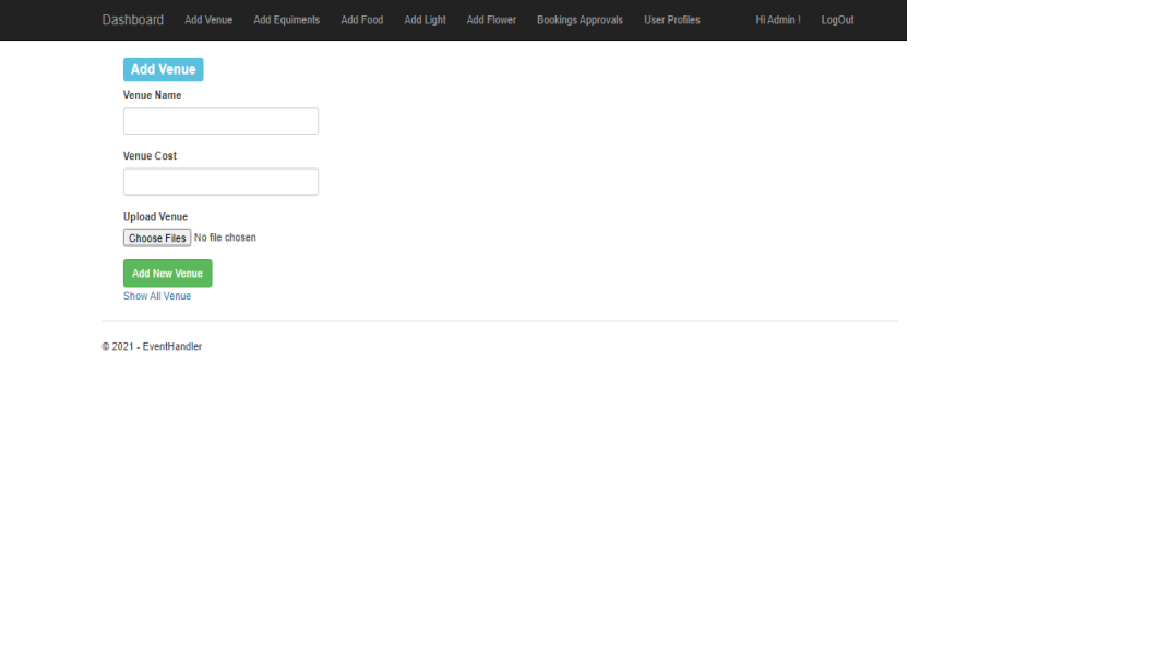 Dashboard Add Venue Add Equiments Add Food Add Light Add Flower Bookings Approvals User Profiles Hi Admin ! LogOut
Add Venue
Venue Name
Venue Cost
Upload Venue
Choose Files No file chosen
Add New Venue
Show All Venue
© 2021 - EventHandler